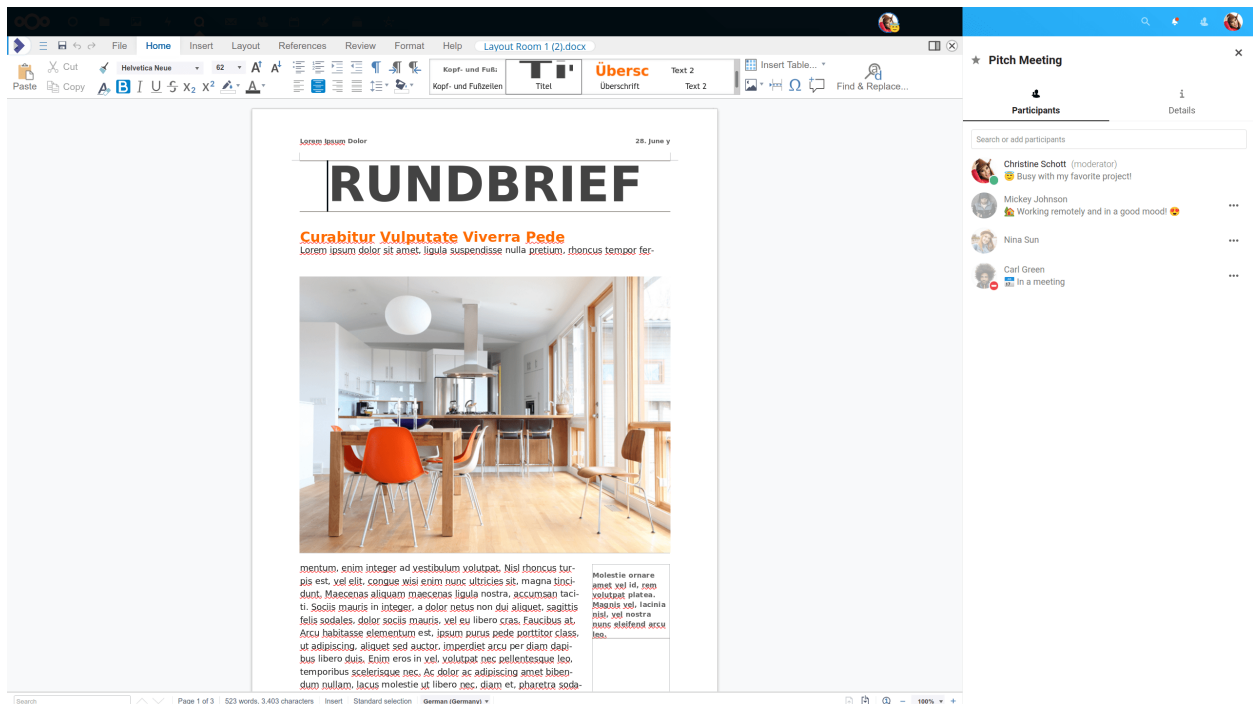 File Home Insert Layout References Review Format Help Layout Room 1 (2).docx
Cut
Helvetica Neue 62
Paste Copy
Kopf- und Fuß
Kopf- und Fußzeilen
Titel
Übersc
Überschrift
Text 2
Text 2
Insert Table...
Find & Replace...
Lorem Ipsum Dolor 28. June y
RUNDBRIEF
Curabitur Vulputate Viverra Pede
Lorem ipsum dolor sit amet, ligula suspendisse nulla pretium, rhoncus tempor fer-
mentum, enim integer ad vestibulum volutpat. Nisl rhoncus tur-
pis est, vel elit, congue wisi enim nunc ultricies sit, magna tinci-
dunt. Maecenas aliquam maecenas ligula nostra, accumsan taci-
ti. Sociis mauris in integer, a dolor netus non dui aliquet, sagittis
felis sodales, dolor sociis mauris, vel eu libero cras. Faucibus at.
Arcu habitasse elementum est, ipsum purus pede porttitor class,
ut adipiscing, aliquet sed auctor, imperdiet arcu per diam dapi-
bus libero duis. Enim eros in vel, volutpat nec pellentesque leo,
temporibus scelerisque nec. Ac dolor ac adipiscing amet biben-
dum nullam, lacus molestie ut libero nec, diam et, pharetra soda-
Molestie ornare
amet vel id, rem
volutpat platea.
Magnis vel, lacinia
nisl, vel nostra
nunc eleifend arcu
leo.
Search Page 1 of 3 523 words, 3.403 characters Insert Standard selection German (Germany) 100%
Pitch Meeting
Participants Details
Search or add participants
Christine Schott (moderator)
😇 Busy with my favorite project!
Mickey Johnson
🏡 Working remotely and in a good mood! 😍
Nina Sun
Carl Green
📅 In a meeting